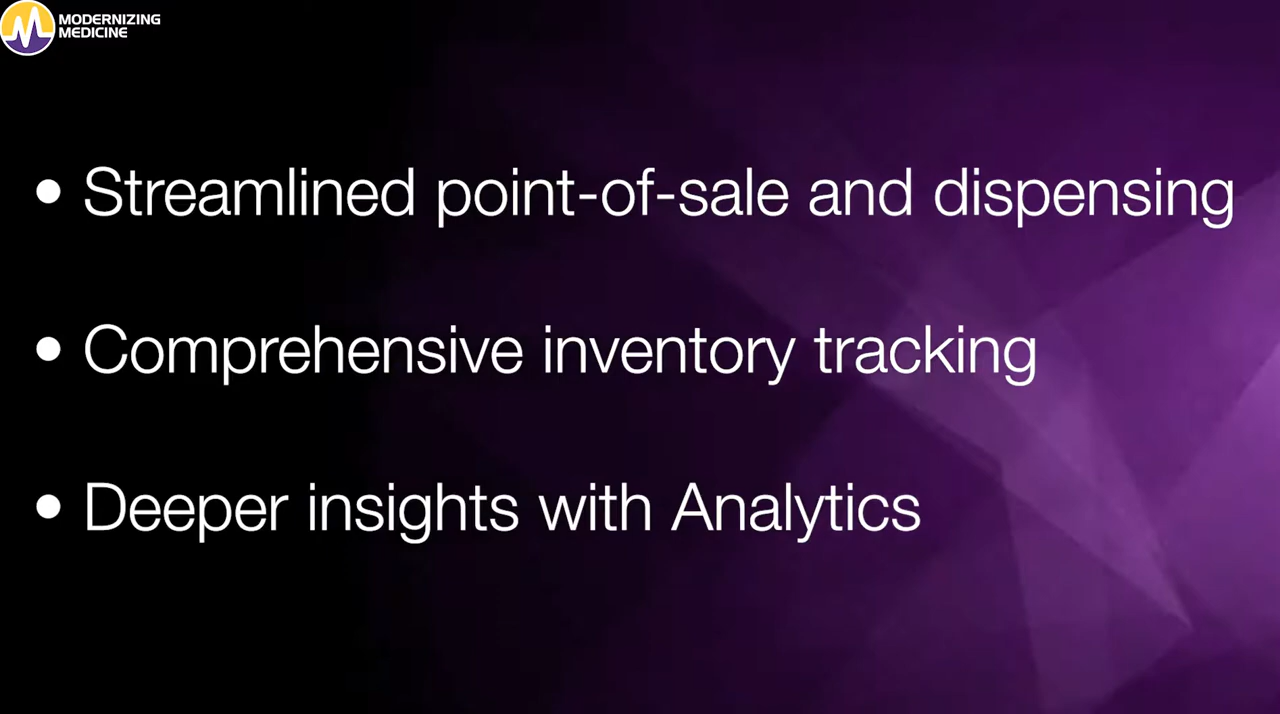 MODERNIZING
MEDICINE
• Streamlined point-of-sale and dispensing
• Comprehensive inventory tracking
• Deeper insights with Analytics